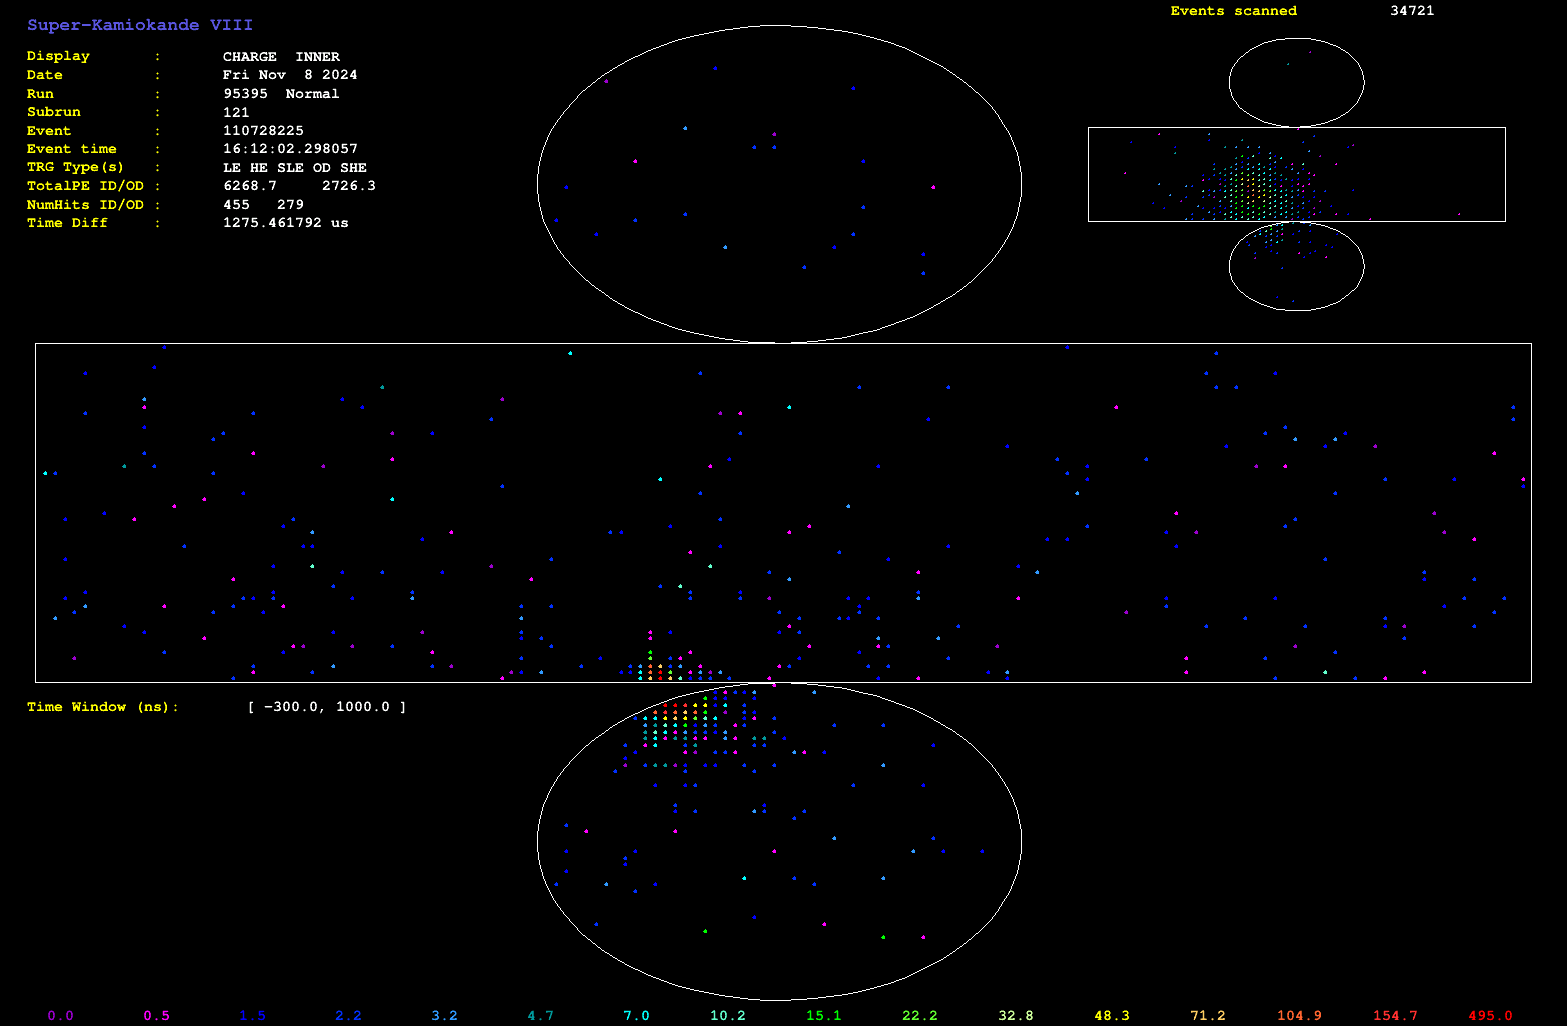 Super-Kamiokande VIII
Events scanned 34721
Display : CHARGE INNER
Date : Fri Nov 8 2024
Run : 95395 Normal
Subrun : 121
Event : 110728225
Event time : 16:12:02.298057
TRG Type(s) : LE HE SLE OD SHE
TotalPE ID/OD : 6268.7 2726.3
NumHits ID/OD : 455 279
Time Diff : 1275.461792 us
Time Window (ns): [ -300.0, 1000.0 ]
0.0 0.5 1.5 2.2 3.2 4.7 7.0 10.2 15.1 22.2 32.8 48.3 71.2 104.9 154.7 495.0